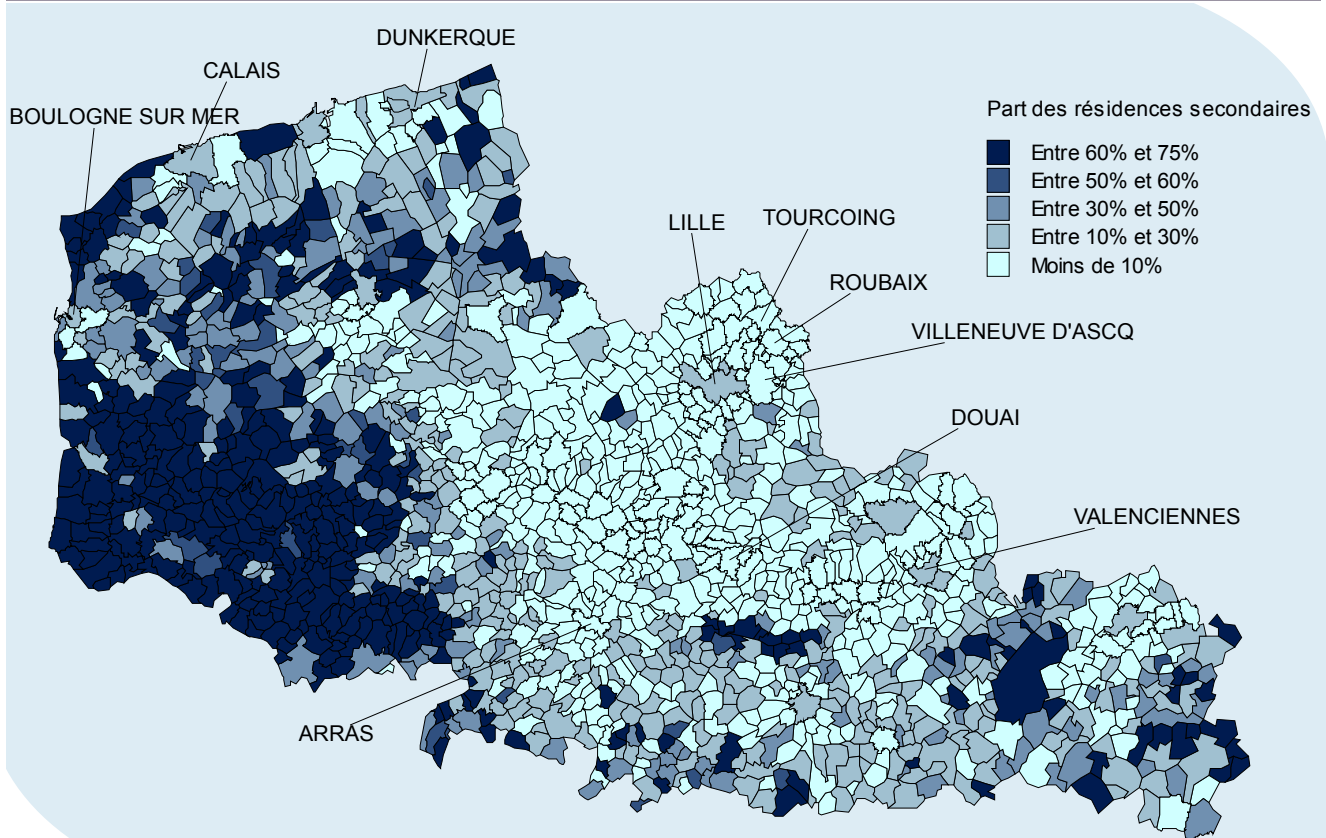 DUNKERQUE
CALAIS
BOULOGNE SUR MER
Part des résidences secondaires
Entre 60% et 75%
Entre 50% et 60%
Entre 30% et 50%
Entre 10% et 30%
Moins de 10%
LILLE
TOURCOING
ROUBAIX
VILLENEUVE D'ASCQ
DOUAI
VALENCIENNES
ARRAS